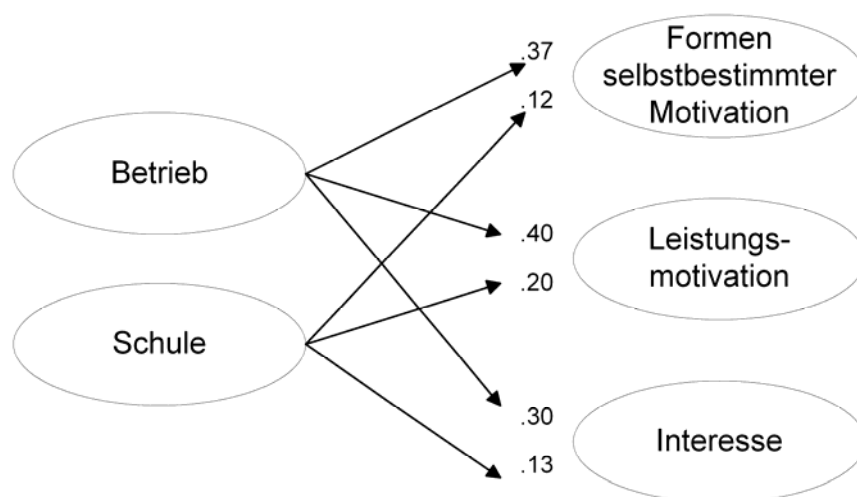 Betrieb
Schule
.37
.12
.40
.20
.30
.13
Formen
selbstbestimmter
Motivation
Leistungs-
motivation
Interesse